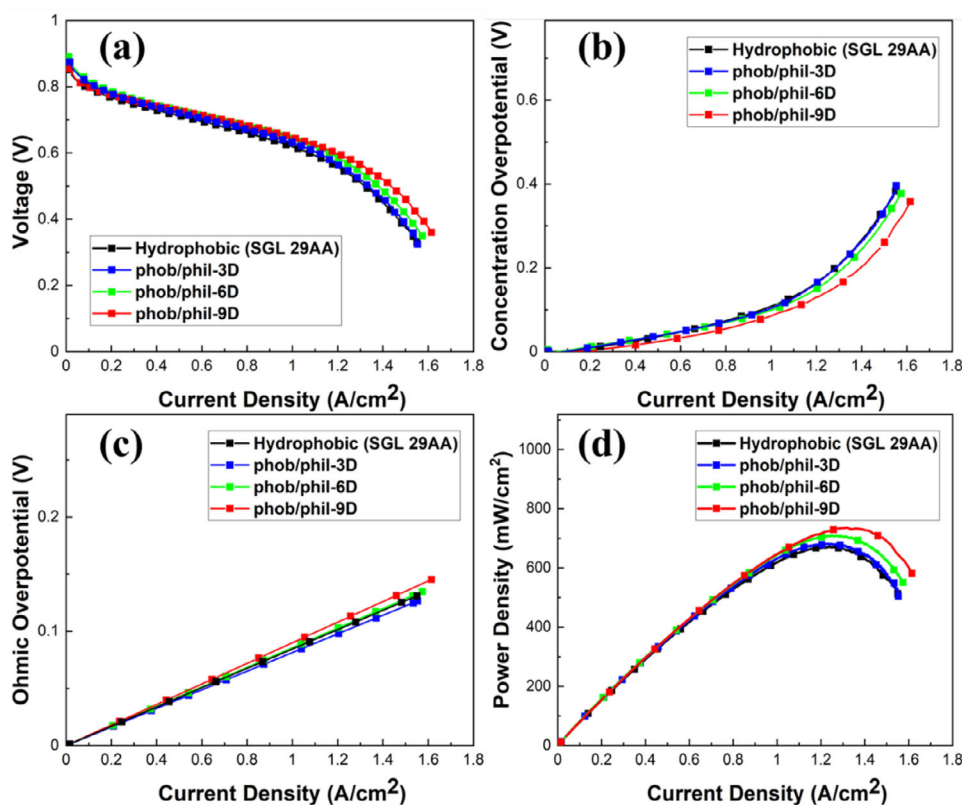 (a)
Voltage (V)
1
0.8
0.6
0.4
0.2
0
Hydrophobic (SGL 29AA)
phob/phil-3D
phob/phil-6D
phob/phil-9D
0 0.2 0.4 0.6 0.8 1 1.2 1.4 1.6 1.8
Current Density (A/cm²)
(b)
Concentration Overpotential (V)
0.4
0.2
0
Hydrophobic (SGL 29AA)
phob/phil-3D
phob/phil-6D
phob/phil-9D
0 0.2 0.4 0.6 0.8 1 1.2 1.4 1.6 1.8
Current Density (A/cm²)
(c)
Ohmic Overpotential (V)
0.2
0.1
0
Hydrophobic (SGL 29AA)
phob/phil-3D
phob/phil-6D
phob/phil-9D
0 0.2 0.4 0.6 0.8 1 1.2 1.4 1.6 1.8
Current Density (A/cm²)
(d)
Power Density (mW/cm²)
1000
800
600
400
200
0
Hydrophobic (SGL 29AA)
phob/phil-3D
phob/phil-6D
phob/phil-9D
0 0.2 0.4 0.6 0.8 1 1.2 1.4 1.6 1.8
Current Density (A/cm²)